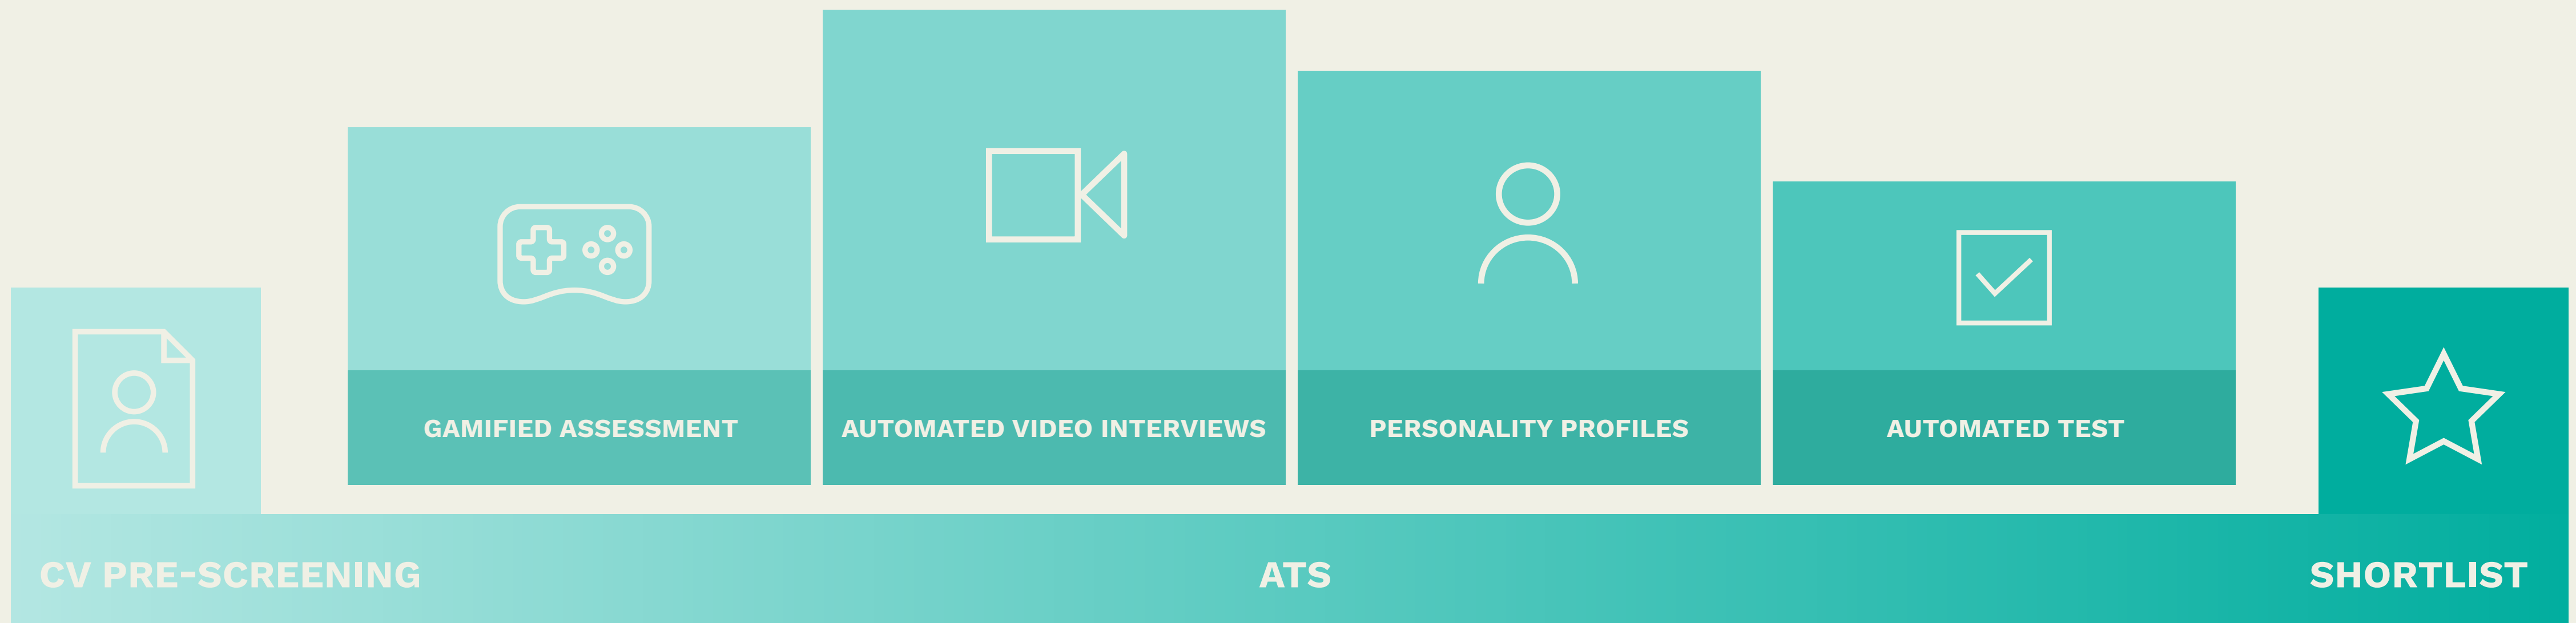 GAMIFIED ASSESSMENT
AUTOMATED VIDEO INTERVIEWS
PERSONALITY PROFILES
AUTOMATED TEST
CV PRE-SCREENING
ATS
SHORTLIST